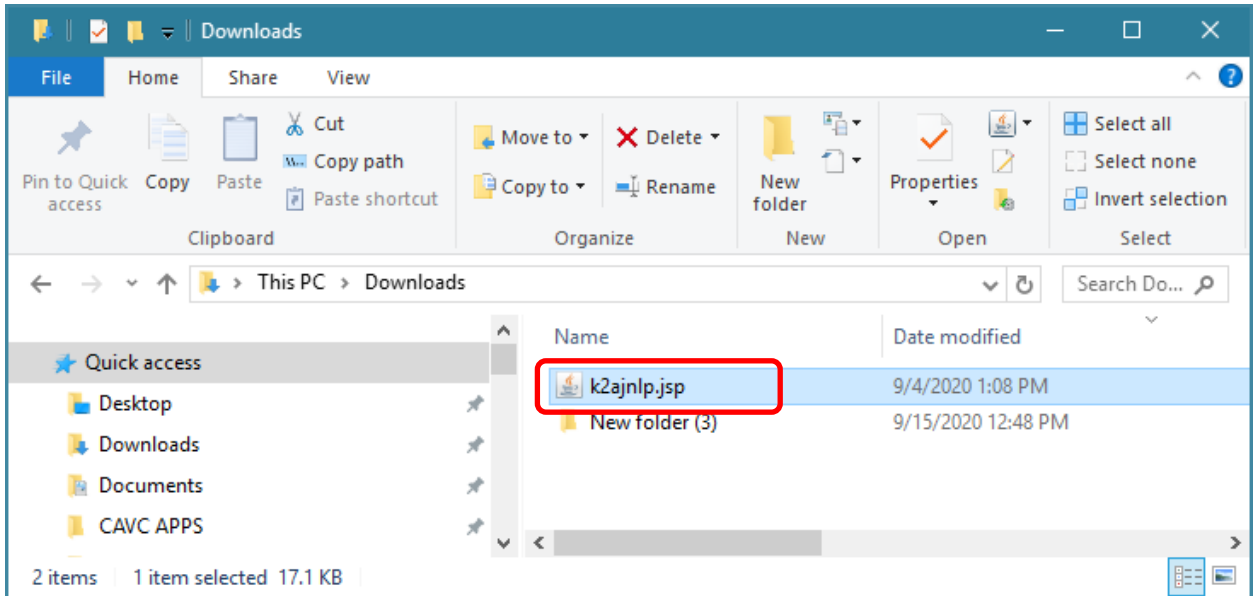 Downloads
File Home Share View
Pin to Quick access
Copy
Paste
Cut
Copy path
Paste shortcut
Clipboard
Move to
Copy to
Delete
Rename
Organize
New folder
New
Properties
Open
Select all
Select none
Invert selection
Select
This PC > Downloads
Search Do...
Name Date modified
Quick access
Desktop
Downloads
Documents
CAVC APPS
k2ajnlp.jsp 9/4/2020 1:08 PM
New folder (3) 9/15/2020 12:48 PM
2 items 1 item selected 17.1 KB